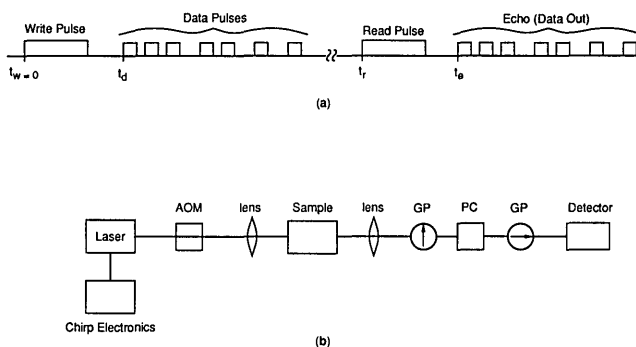 Write Pulse
Data Pulses
Read Pulse
Echo (Data Out)
t_w = 0
t_d
t_r
t_e
(a)
AOM
lens
Sample
lens
GP
PC
GP
Detector
Laser
Chirp Electronics
(b)